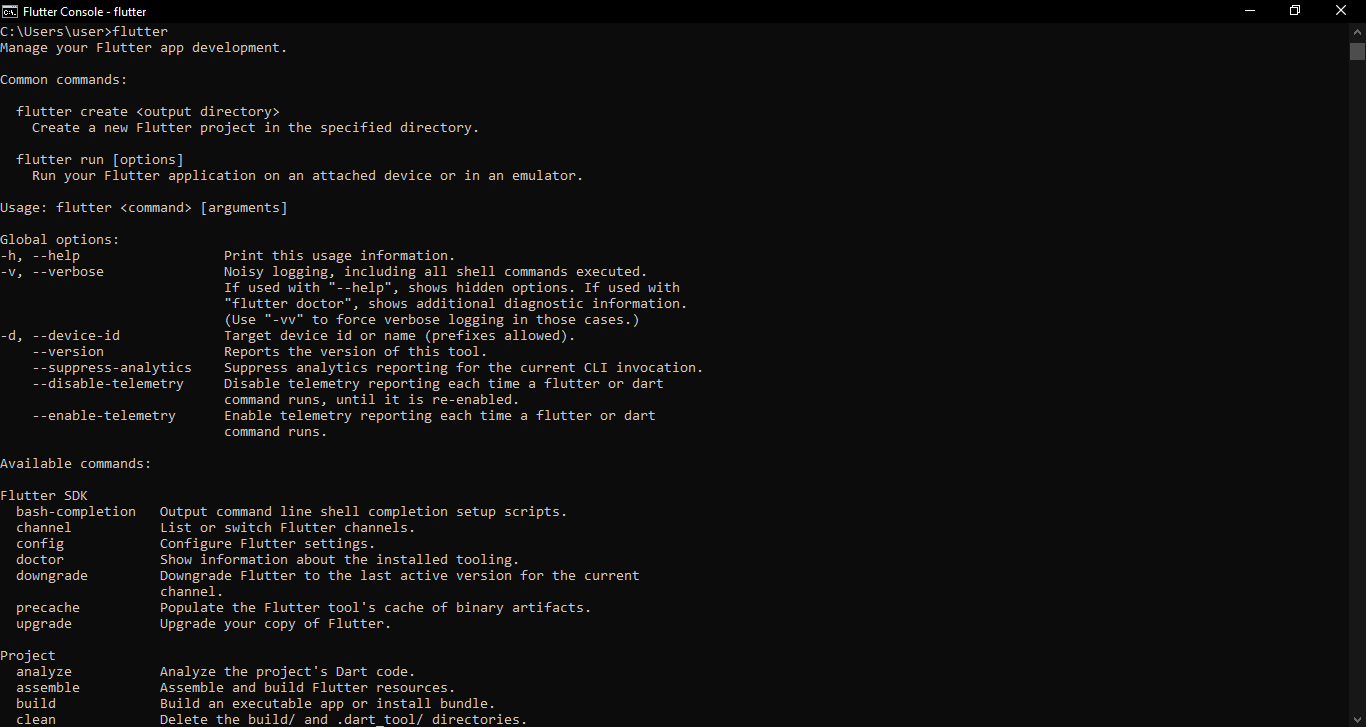 Flutter Console - flutter
C:\Users\user>flutter
Manage your Flutter app development.
Common commands:
flutter create <output directory>
Create a new Flutter project in the specified directory.
flutter run [options]
Run your Flutter application on an attached device or in an emulator.
Usage: flutter <command> [arguments]
Global options:
-h, --help Print this usage information.
-v, --verbose Noisy logging, including all shell commands executed.
If used with "--help", shows hidden options. If used with
"flutter doctor", shows additional diagnostic information.
(Use "-vv" to force verbose logging in those cases.)
-d, --device-id Target device id or name (prefixes allowed).
--version Reports the version of this tool.
--suppress-analytics Suppress analytics reporting for the current CLI invocation.
--disable-telemetry Disable telemetry reporting each time a flutter or dart
command runs, until it is re-enabled.
--enable-telemetry Enable telemetry reporting each time a flutter or dart
command runs.
Available commands:
Flutter SDK
bash-completion Output command line shell completion setup scripts.
channel List or switch Flutter channels.
config Configure Flutter settings.
doctor Show information about the installed tooling.
downgrade Downgrade Flutter to the last active version for the current
channel.
precache Populate the Flutter tool's cache of binary artifacts.
upgrade Upgrade your copy of Flutter.
Project
analyze Analyze the project's Dart code.
assemble Assemble and build Flutter resources.
build Build an executable app or install bundle.
clean Delete the build/ and .dart_tool/ directories.